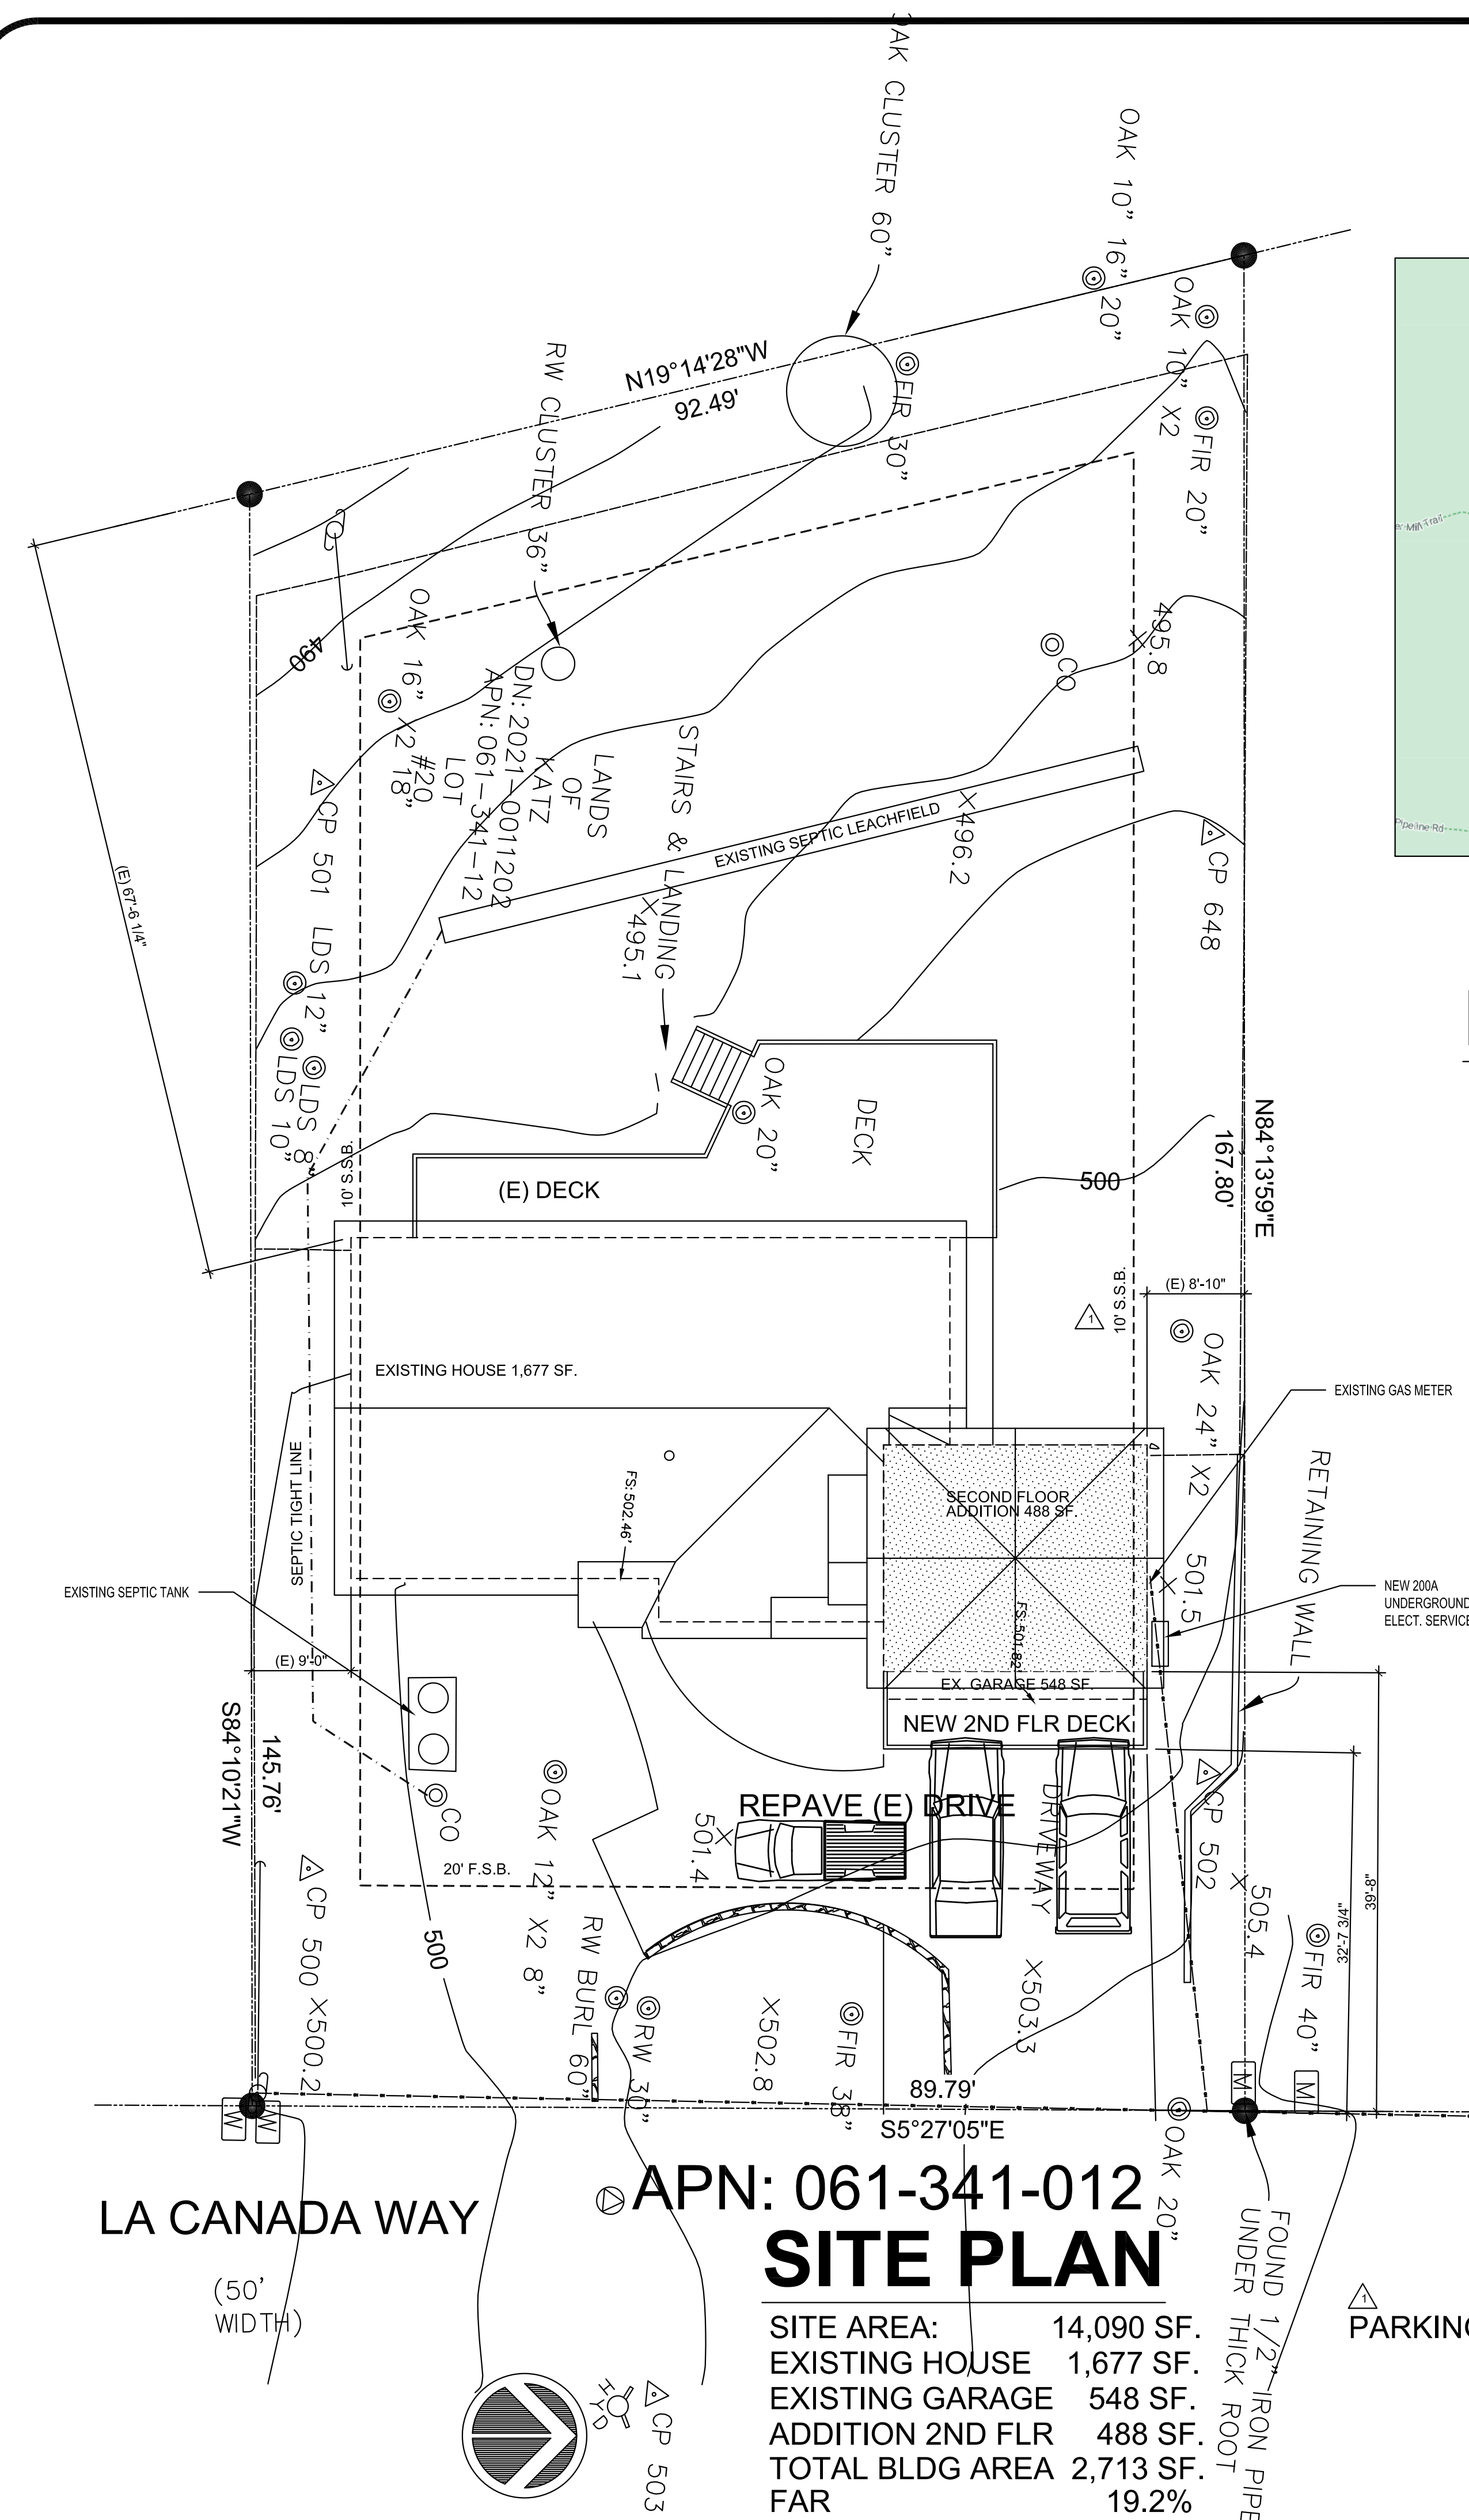 OAK CLUSTER 60”
OAK 10” 16”
20”
OAK 10” X2
FIR 20”
FIR 30”
N19°14'28"W
92.49'
RW CLUSTER 36”
490
OAK 16”
X2
18”
LOT
#20
APN: 061-341-12
DN: 2021-0011202
KATZ
OF
LANDS
CO
495.8
Pipeline Rd
EXISTING SEPTIC LEACHFIELD
496.2
495.1
STAIRS & LANDING
CP 648
CP 501
LDS 12”
LDS 8”
LDS 10”
(E) 67'-6 1/4"
OAK 20”
DECK
(E) DECK
10' S.S.B.
500
N84°13'59"E
167.80'
10' S.S.B.
1
(E) 8'-10"
OAK 24” X2
EXISTING HOUSE 1,677 SF.
EXISTING GAS METER
RETAINING WALL
SEPTIC TIGHT LINE
FS:502.46'
SECOND FLOOR
ADDITION 488 SF.
501.5
NEW 200A
UNDERGROUND
ELECT. SERVICE
EXISTING SEPTIC TANK
FS:501.82'
(E) 9'-0"
EX. GARAGE 548 SF.
NEW 2ND FLR DECK
S84°10'21"W
145.76'
CO
REPAVE (E) DRIVE
DRIVEWAY
501.4
20' F.S.B.
OAK 12” X2 8”
CP 502
505.4
39'-8"
32'-7 3/4"
CP 500
500.2
500
RW BURL 60”
RW 30”
502.8
FIR 38”
503.3
FIR 40”
M
M
W
W
89.79'
S5°27'05"E
OAK 20”
LA CANADA WAY
(50’
WIDTH)
APN: 061-341-012
SITE PLAN
FOUND 1/2” IRON PIPE
UNDER THICK ROOT
1
SITE AREA: 14,090 SF.
EXISTING HOUSE 1,677 SF.
EXISTING GARAGE 548 SF.
ADDITION 2ND FLR 488 SF.
TOTAL BLDG AREA 2,713 SF.
FAR 19.2%
HYD
CP 503